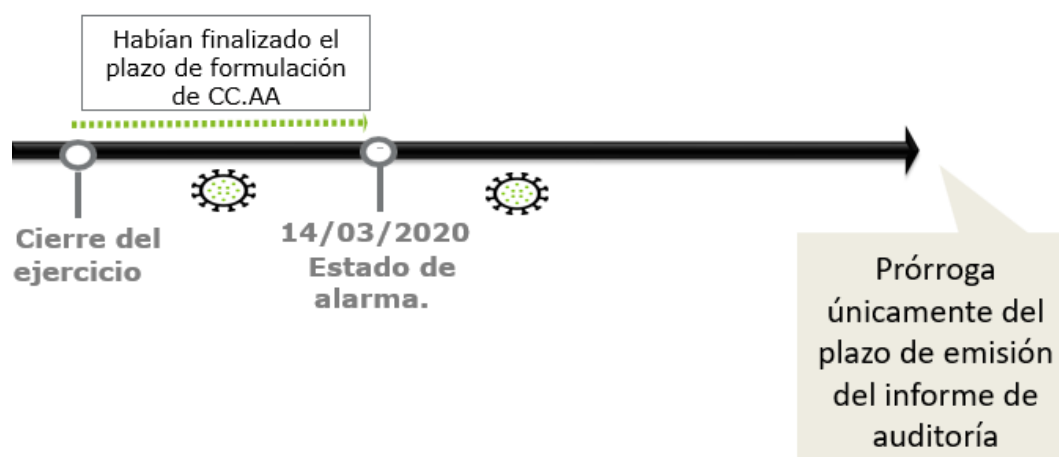 Habían finalizado el
plazo de formulación
de CC.AA
Cierre del
ejercicio
14/03/2020
Estado de
alarma.
Prórroga
únicamente del
plazo de emisión
del informe de
auditoría